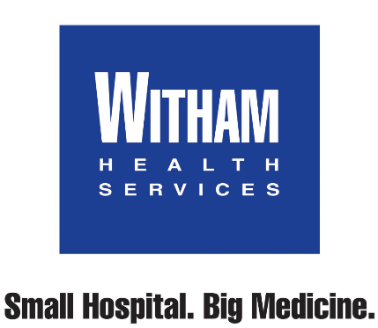 WITHAM
HEALTH
SERVICES
Small Hospital. Big Medicine.